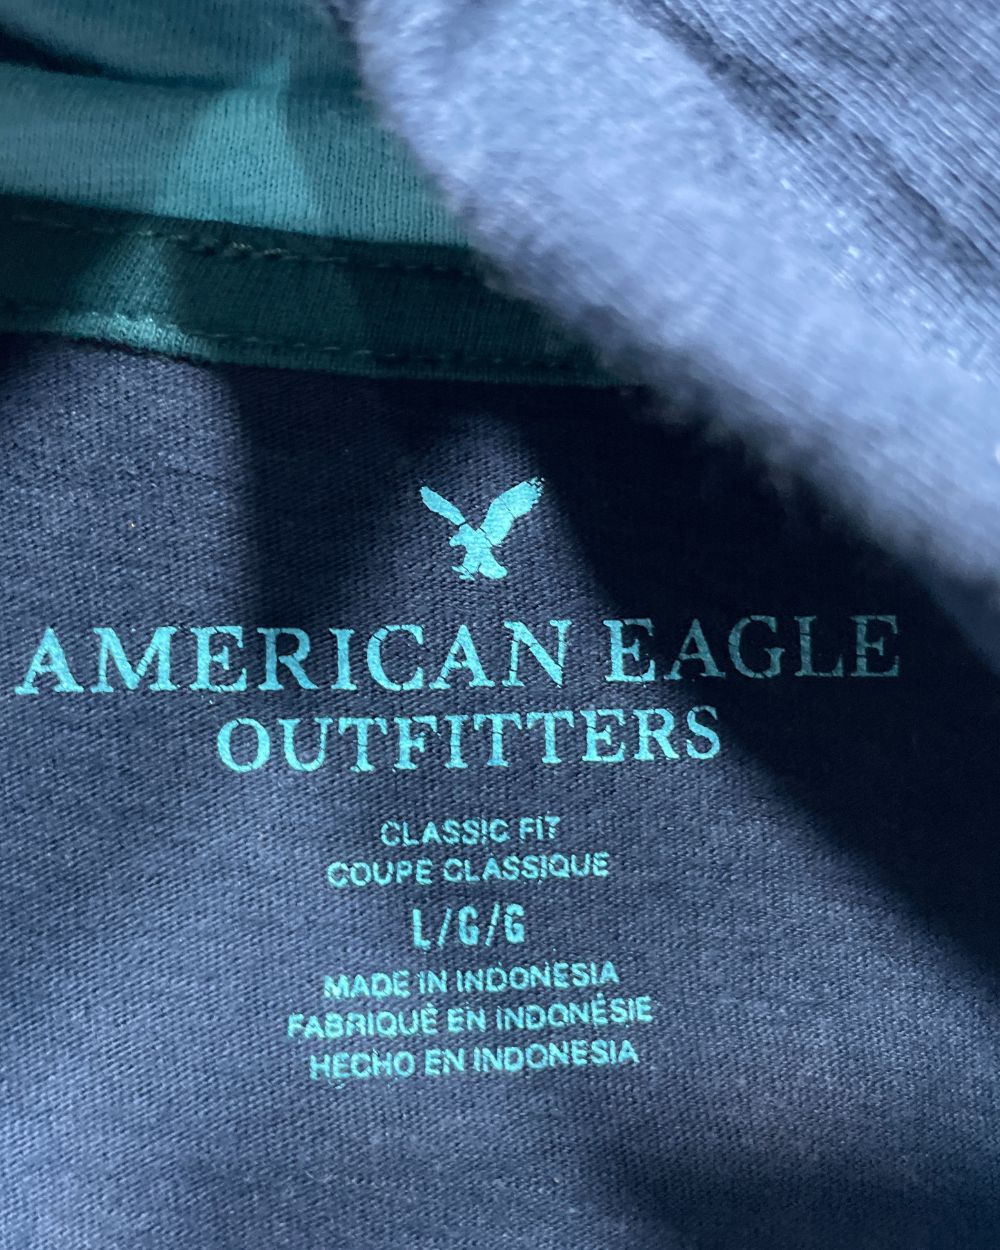 AMERICAN EAGLE
OUTFITTERS
CLASSIC FIT
COUPE CLASSIQUE
L/G/G
MADE IN INDONESIA
FABRIQUÉ EN INDONÉSIE
HECHO EN INDONESIA